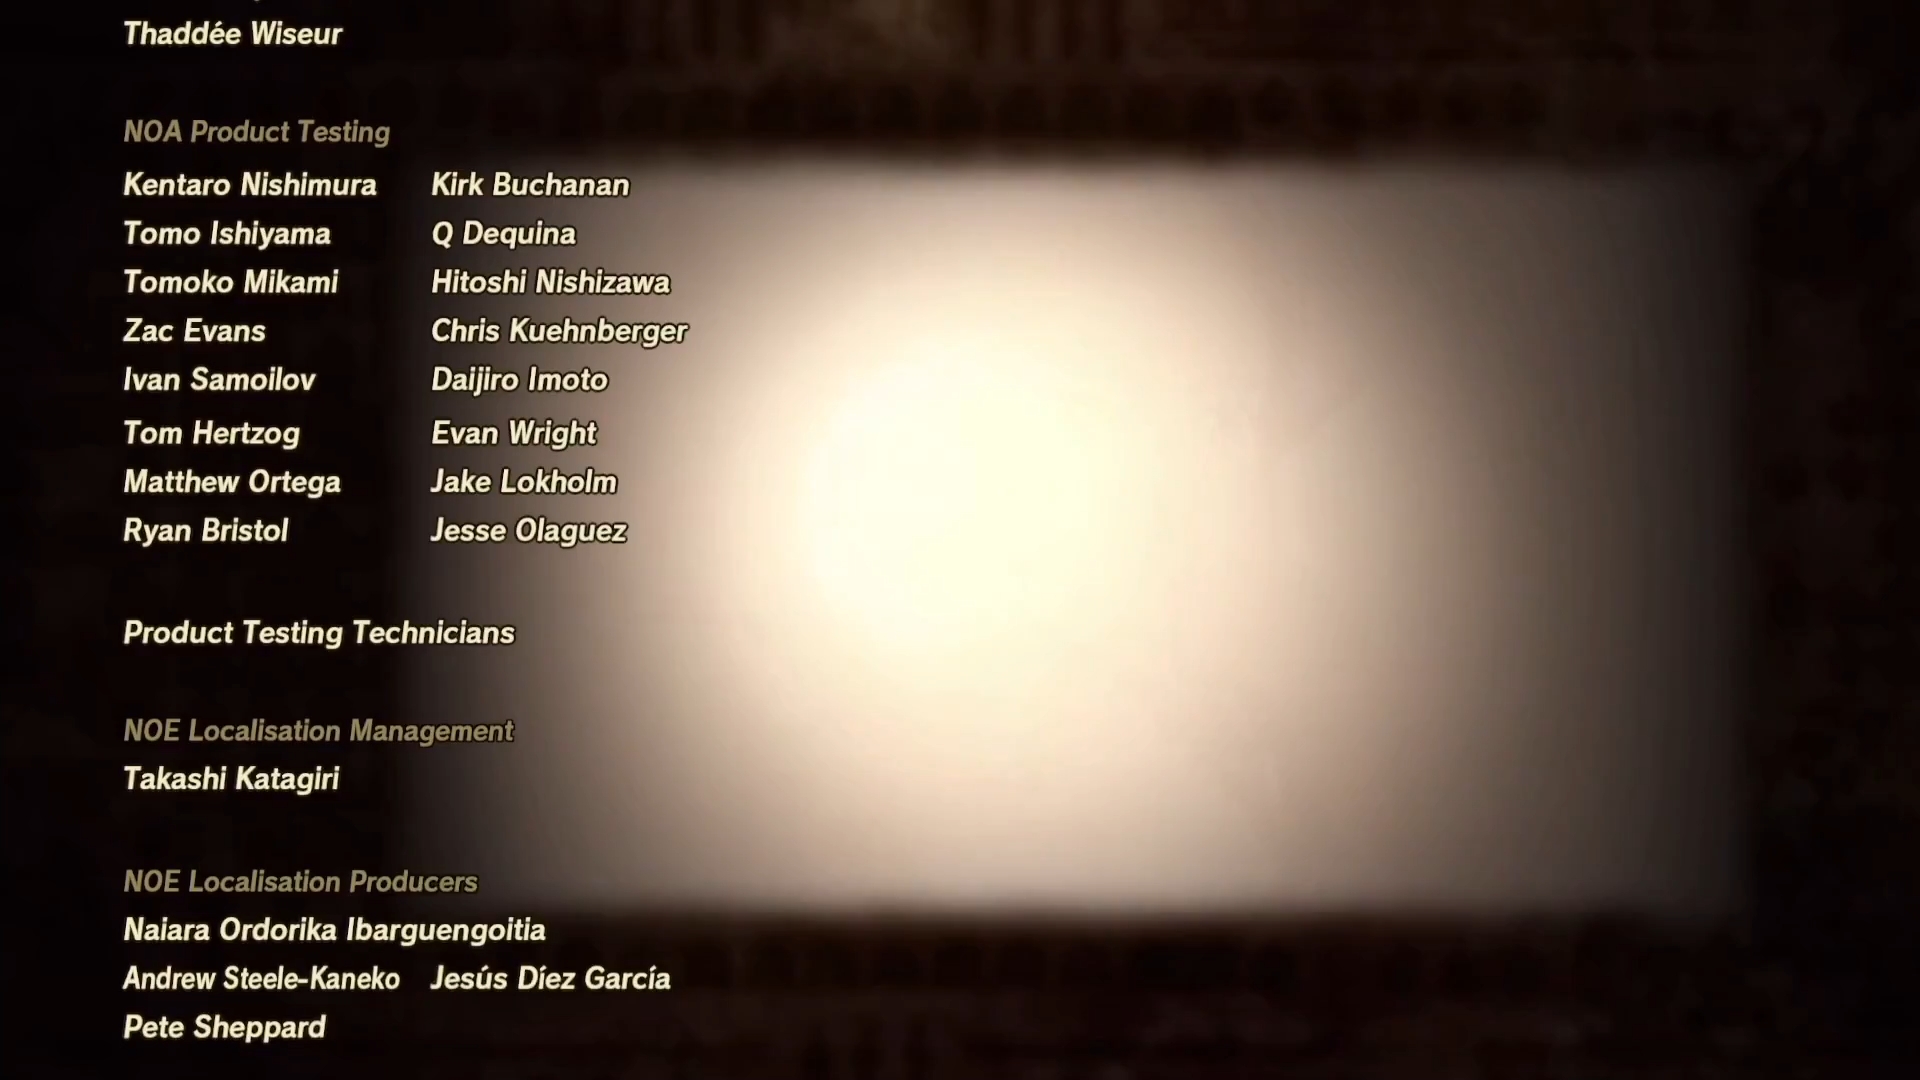 Thaddée Wiseur
NOA Product Testing
Kentaro Nishimura Kirk Buchanan
Tomo Ishiyama Q Dequina
Tomoko Mikami Hitoshi Nishizawa
Zac Evans Chris Kuehnberger
Ivan Samoilov Daijiro Imoto
Tom Hertzog Evan Wright
Matthew Ortega Jake Lokholm
Ryan Bristol Jesse Olaguez
Product Testing Technicians
NOE Localisation Management
Takashi Katagiri
NOE Localisation Producers
Naiara Ordorika Ibarguengoitia
Andrew Steele-Kaneko Jesús Díez García
Pete Sheppard